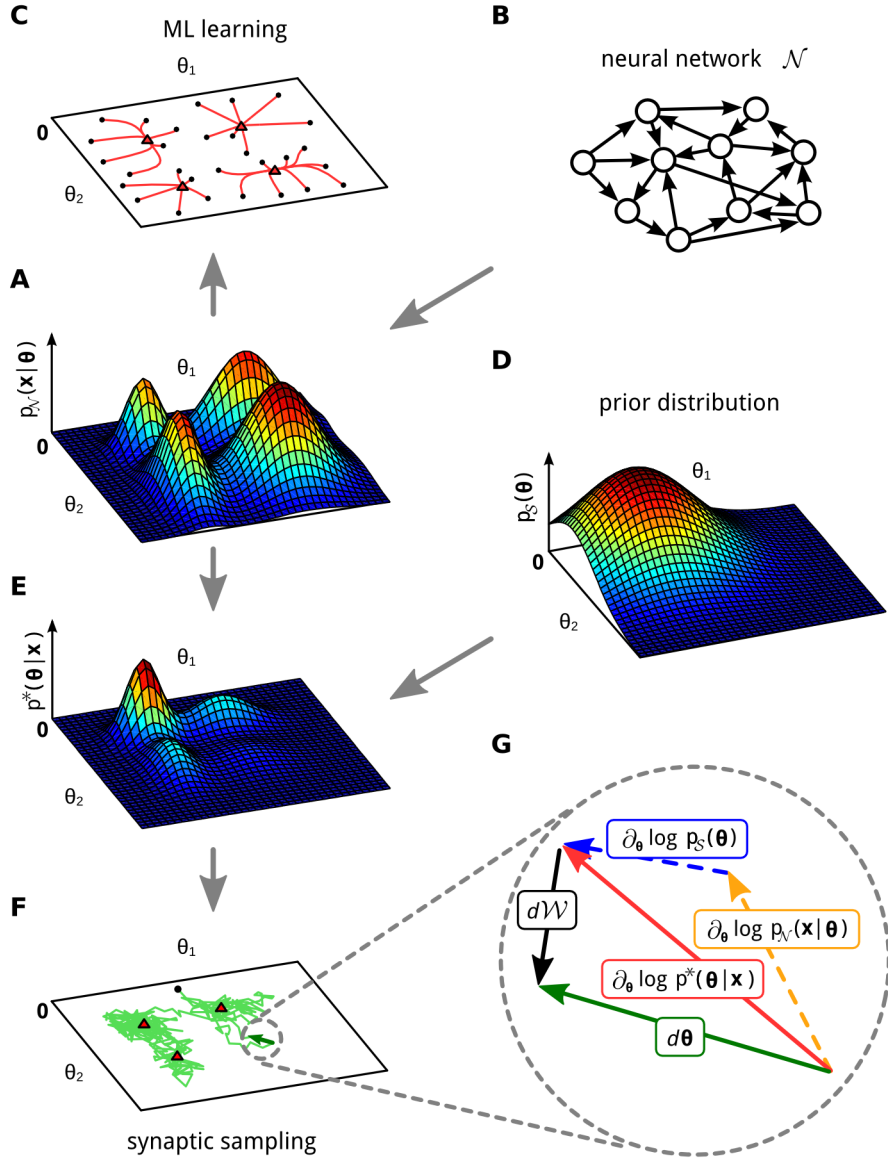 C
ML learning
θ₁
0
θ₂
B
neural network 𝒩
A
p𝒩(x|θ)
θ₁
0
θ₂
D
prior distribution
p𝒮(θ)
θ₁
0
θ₂
E
p*(θ|x)
θ₁
0
θ₂
F
θ₁
0
θ₂
synaptic sampling
G
∂θ log p𝒮(θ)
d𝒲
∂θ log p𝒩(x|θ)
∂θ log p*(θ|x)
dθ